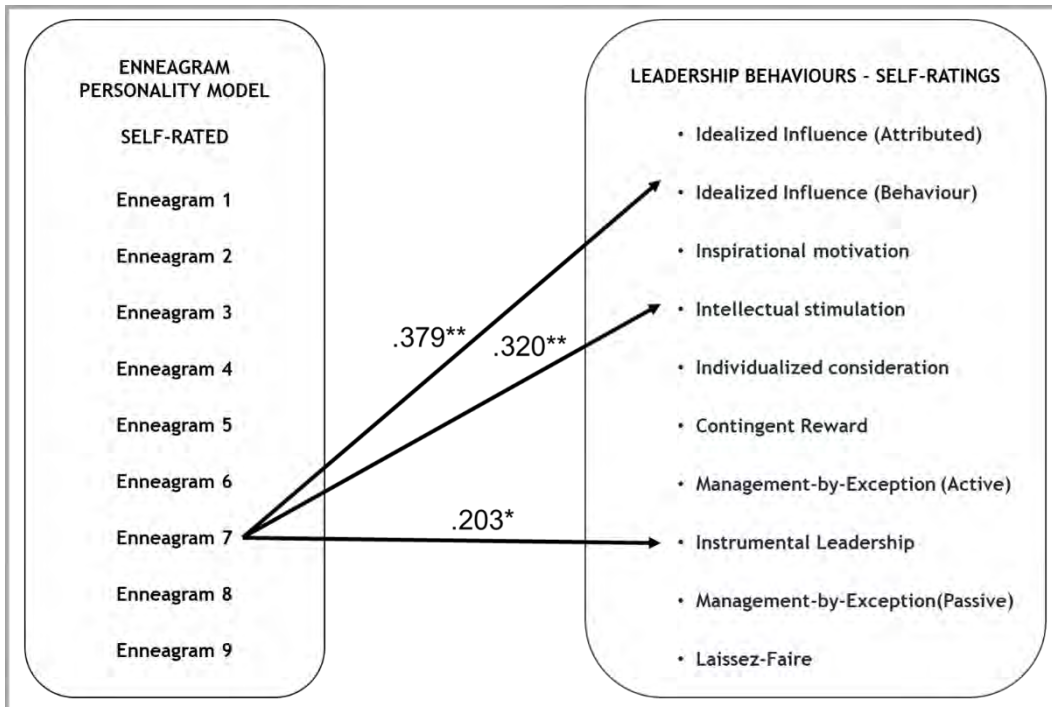 ENNEAGRAM
PERSONALITY MODEL
SELF-RATED
Enneagram 1
Enneagram 2
Enneagram 3
Enneagram 4
Enneagram 5
Enneagram 6
Enneagram 7
Enneagram 8
Enneagram 9
.379**
.320**
.203*
LEADERSHIP BEHAVIOURS - SELF-RATINGS
• Idealized Influence (Attributed)
• Idealized Influence (Behaviour)
• Inspirational motivation
• Intellectual stimulation
• Individualized consideration
• Contingent Reward
• Management-by-Exception (Active)
• Instrumental Leadership
• Management-by-Exception(Passive)
• Laissez-Faire